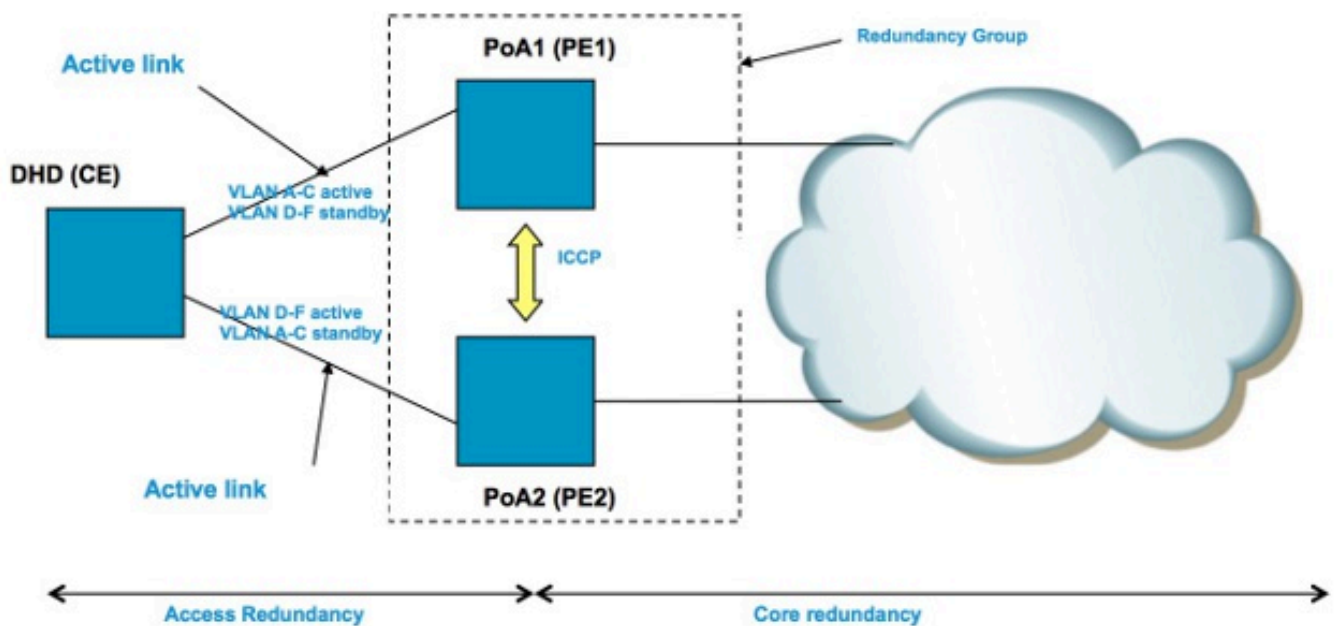 PoA1 (PE1)
Redundancy Group
Active link
DHD (CE)
VLAN A-C active
VLAN D-F standby
ICCP
VLAN D-F active
VLAN A-C standby
Active link
PoA2 (PE2)
Access Redundancy
Core redundancy